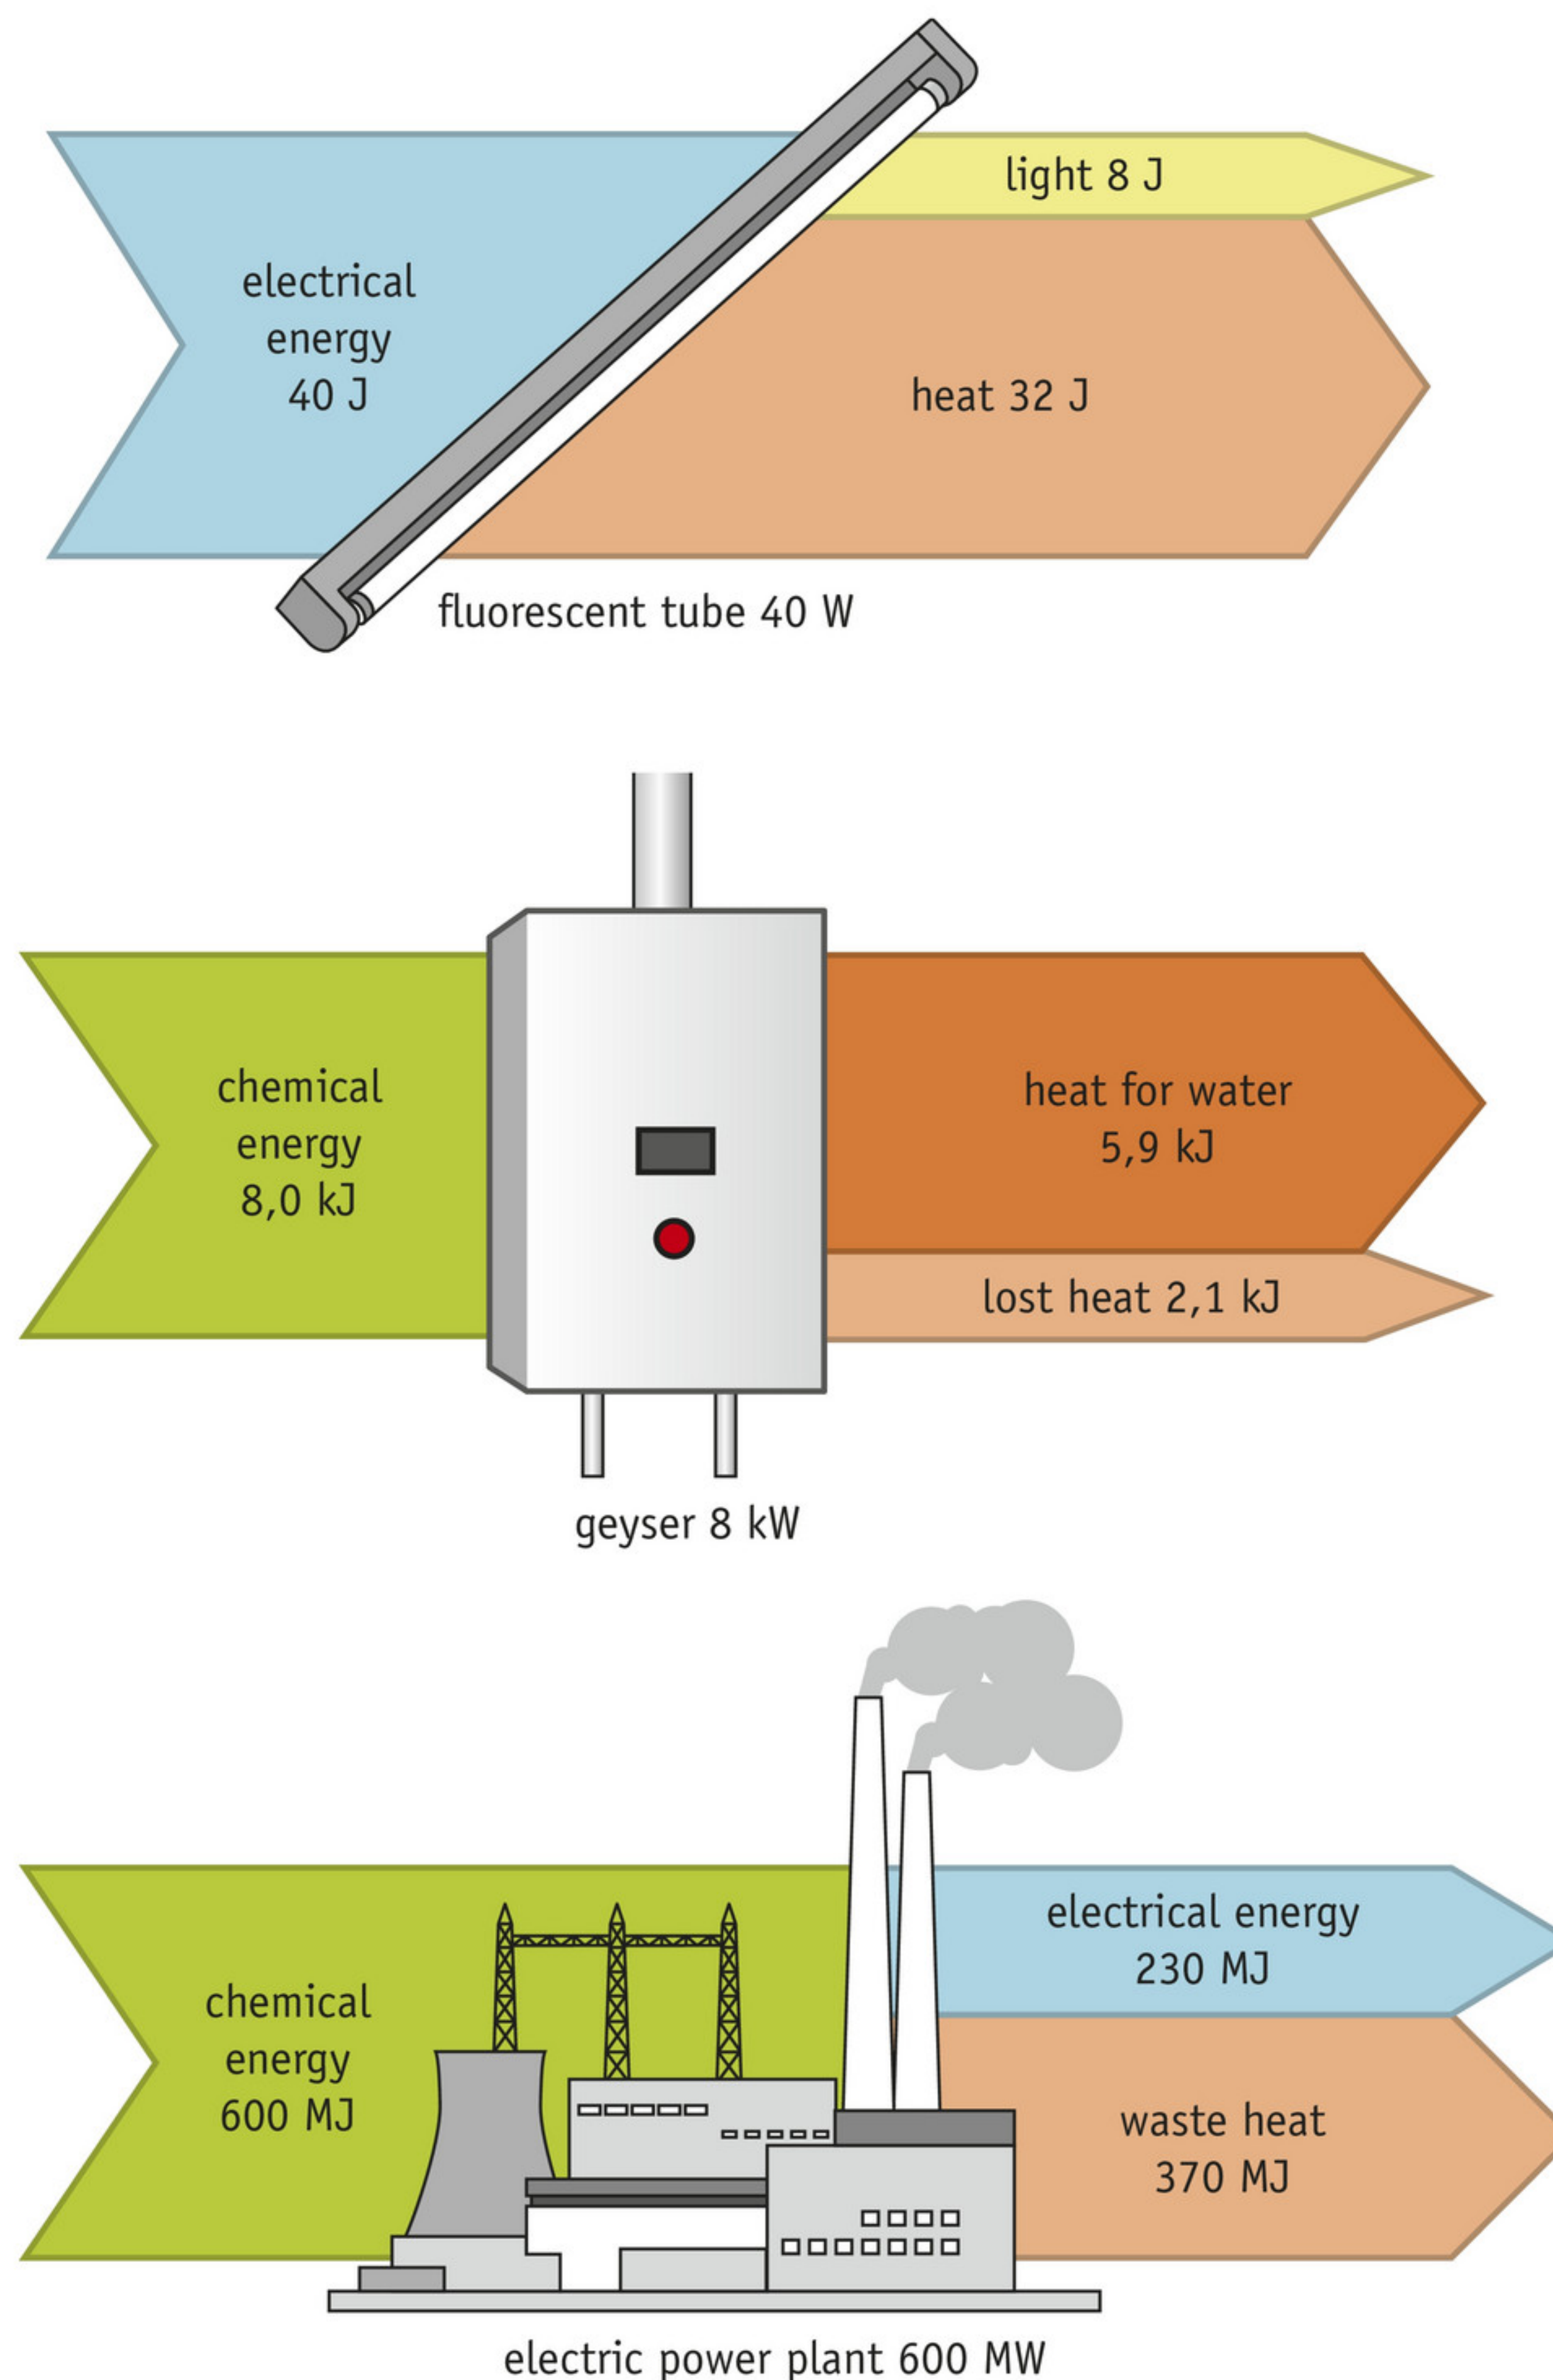 light 8 J
electrical
energy
40 J
heat 32 J
fluorescent tube 40 W
chemical
energy
8,0 kJ
heat for water
5,9 kJ
lost heat 2,1 kJ
geyser 8 kW
electrical energy
230 MJ
chemical
energy
600 MJ
waste heat
370 MJ
electric power plant 600 MW